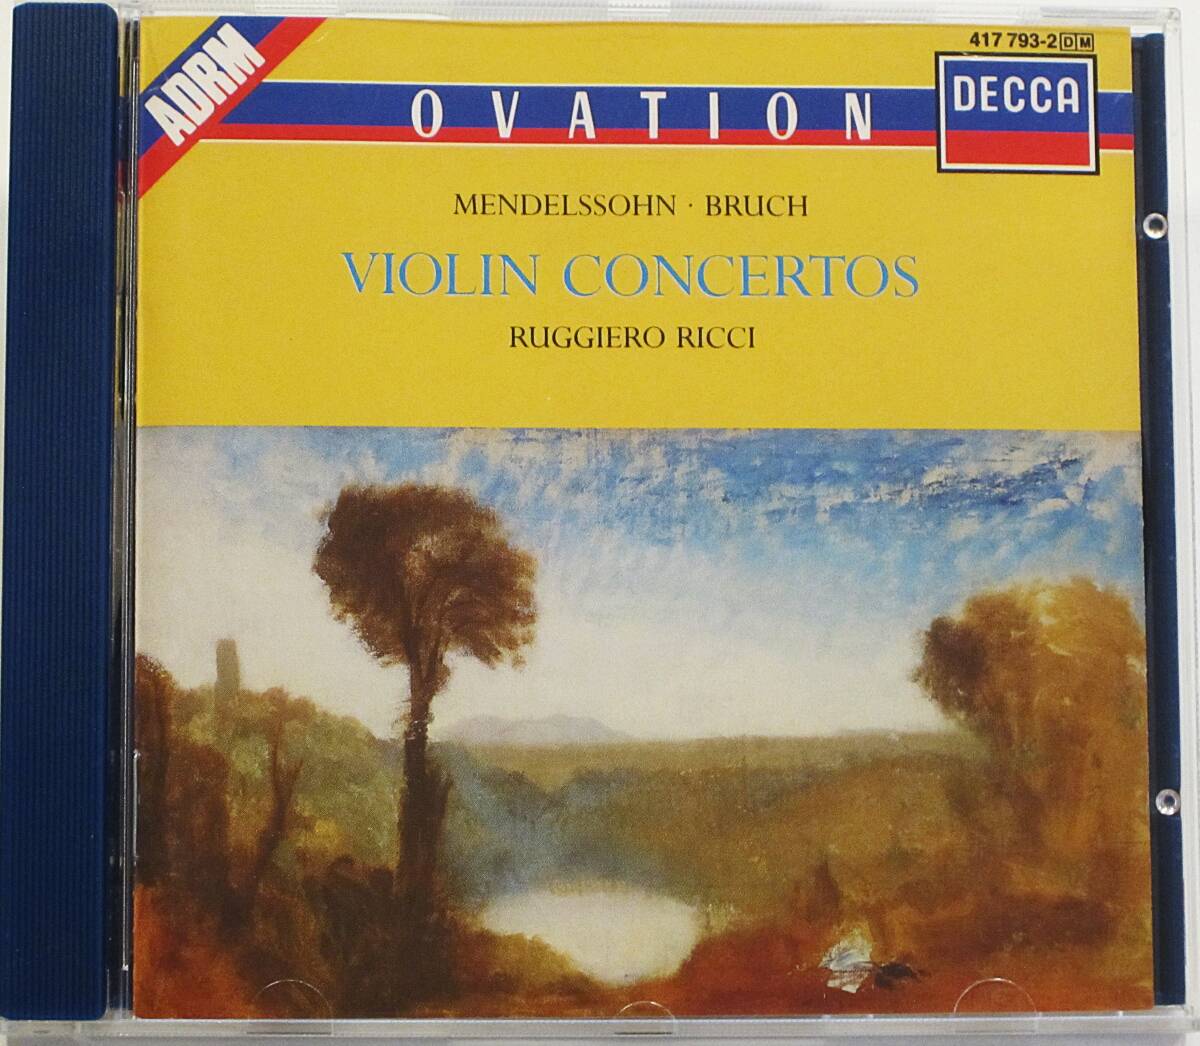 417 793-2 DM
ADRM
OVATION
DECCA
MENDELSSOHN · BRUCH
VIOLIN CONCERTOS
RUGGIERO RICCI